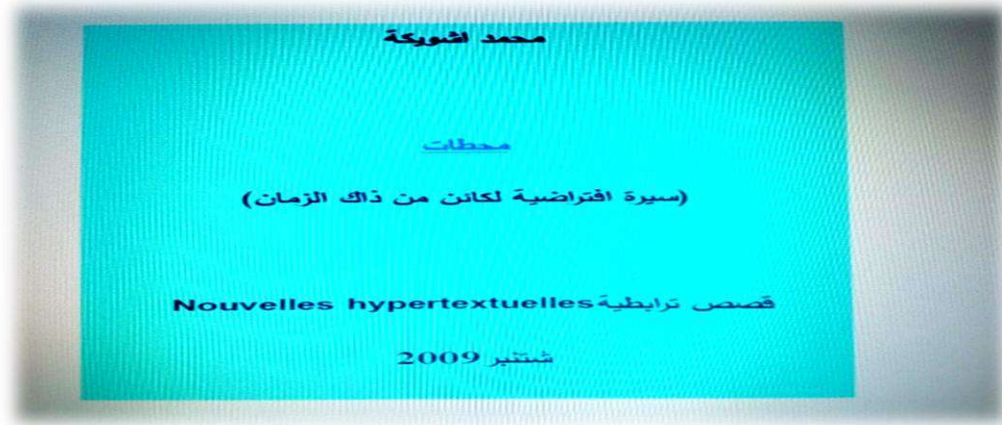 محمد اشويكة
محطات
(سيرة افتراضية لكائن من ذاك الزمان)
قصص ترابطية Nouvelles hypertextuelles
شتنبر 2009